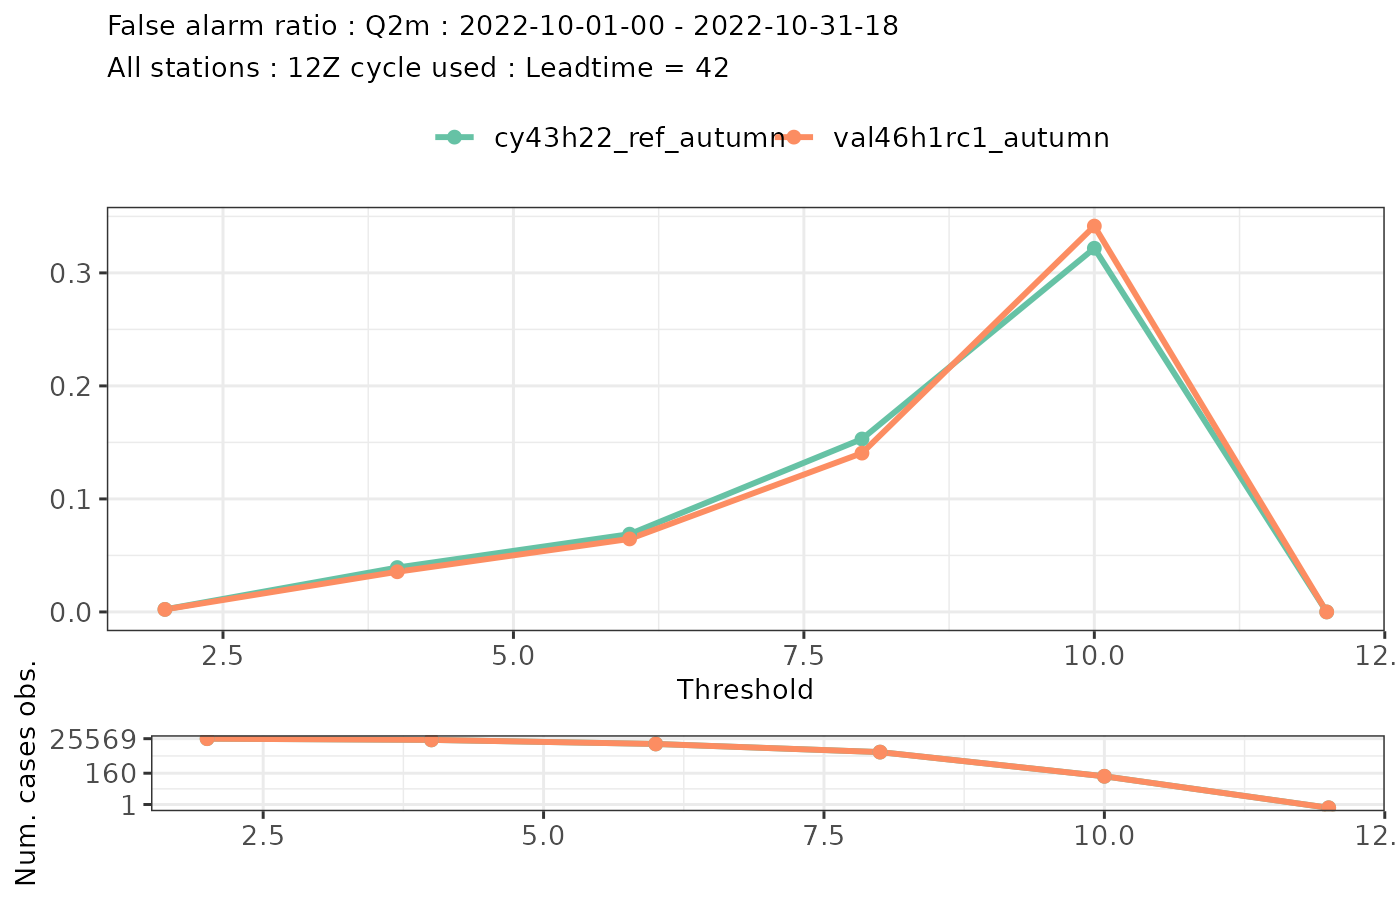 False alarm ratio : Q2m : 2022-10-01-00 - 2022-10-31-18
All stations : 12Z cycle used : Leadtime = 42
cy43h22_ref_autumn val46h1rc1_autumn
0.3
0.2
0.1
0.0
2.5 5.0 7.5 10.0 12.
Threshold
Num. cases obs.
25569
160
1
2.5 5.0 7.5 10.0 12.